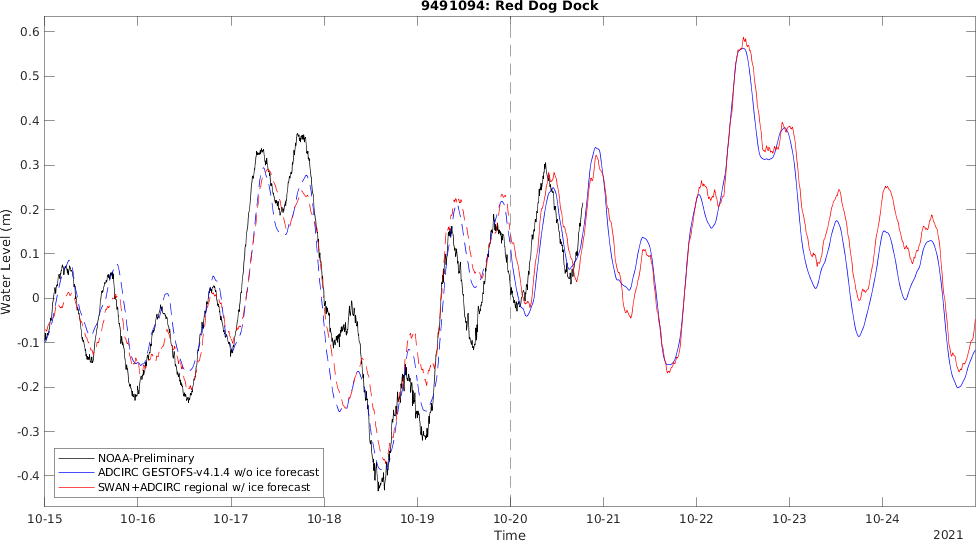 9491094: Red Dog Dock
0.6
0.5
0.4
0.3
0.2
0.1
0
-0.1
-0.2
-0.3
-0.4
Water Level (m)
NOAA-Preliminary
ADCIRC GESTOFS-v4.1.4 w/o ice forecast
SWAN+ADCIRC regional w/ ice forecast
10-15 10-16 10-17 10-18 10-19 10-20 10-21 10-22 10-23 10-24
Time
2021